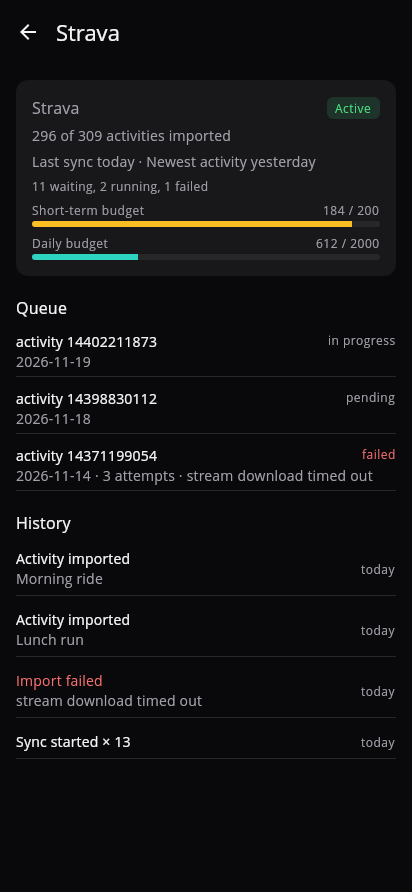 Strava
Strava
Active
296 of 309 activities imported
Last sync today · Newest activity yesterday
11 waiting, 2 running, 1 failed
Short-term budget
184 / 200
Daily budget
612 / 2000
Queue
activity 14402211873
in progress
2026-11-19
activity 14398830112
pending
2026-11-18
activity 14371199054
failed
2026-11-14 · 3 attempts · stream download timed out
History
Activity imported
Morning ride
today
Activity imported
Lunch run
today
Import failed
stream download timed out
today
Sync started × 13
today